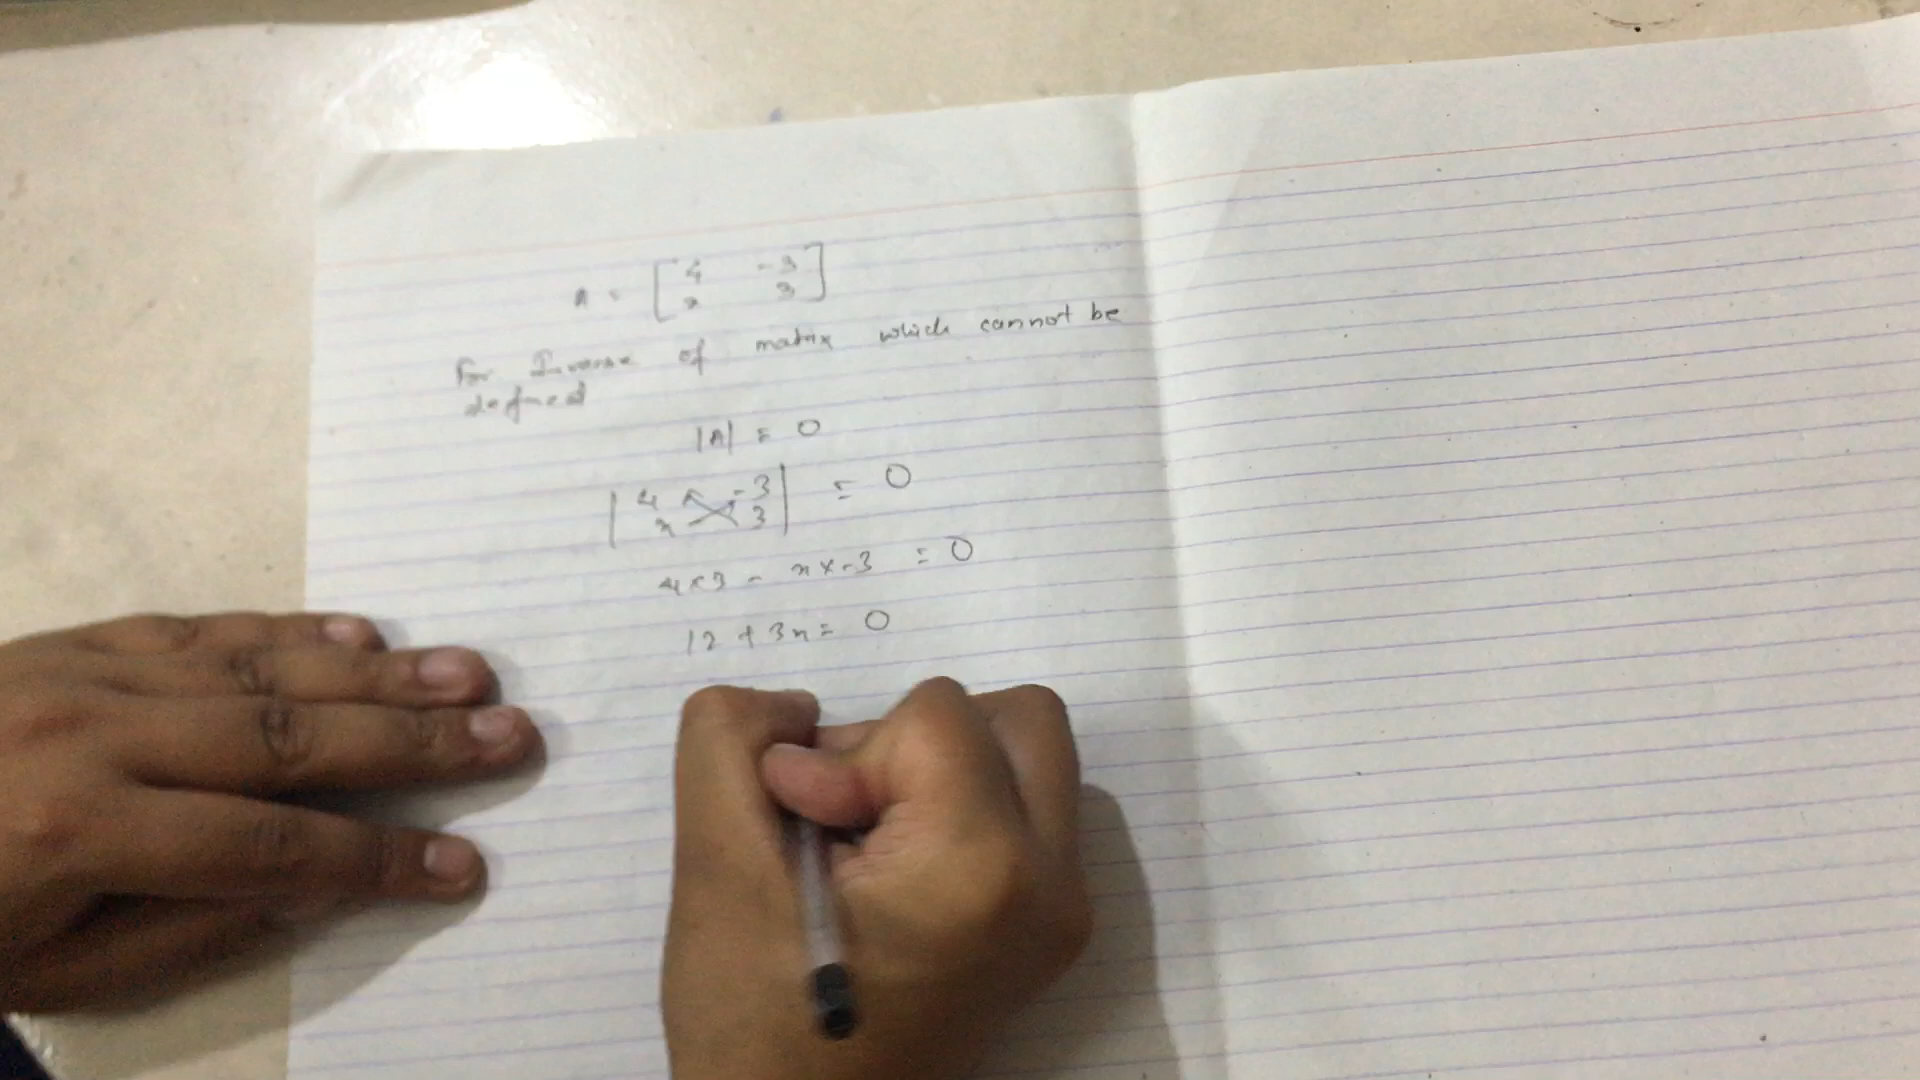 A = [ 4 -3
x 3 ]
For Inverse of matrix which cannot be
defined
|A| = 0
| 4 -3
x 3 | = 0
4 × 3 - x × -3 = 0
12 + 3x = 0